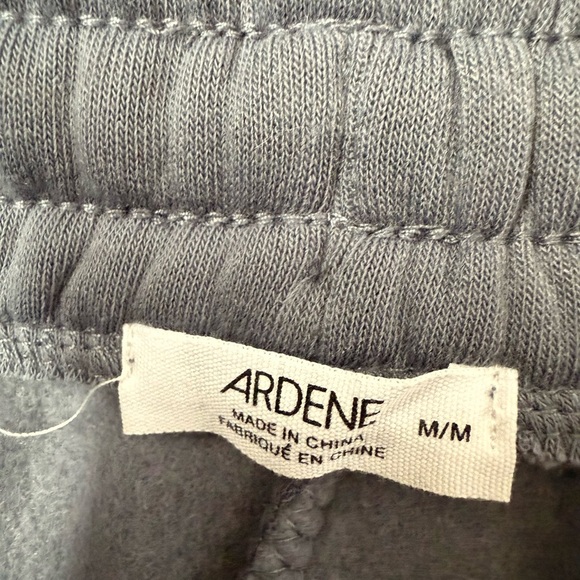 ARDENE
MADE IN CHINA
FABRIQUÉ EN CHINE
M/M